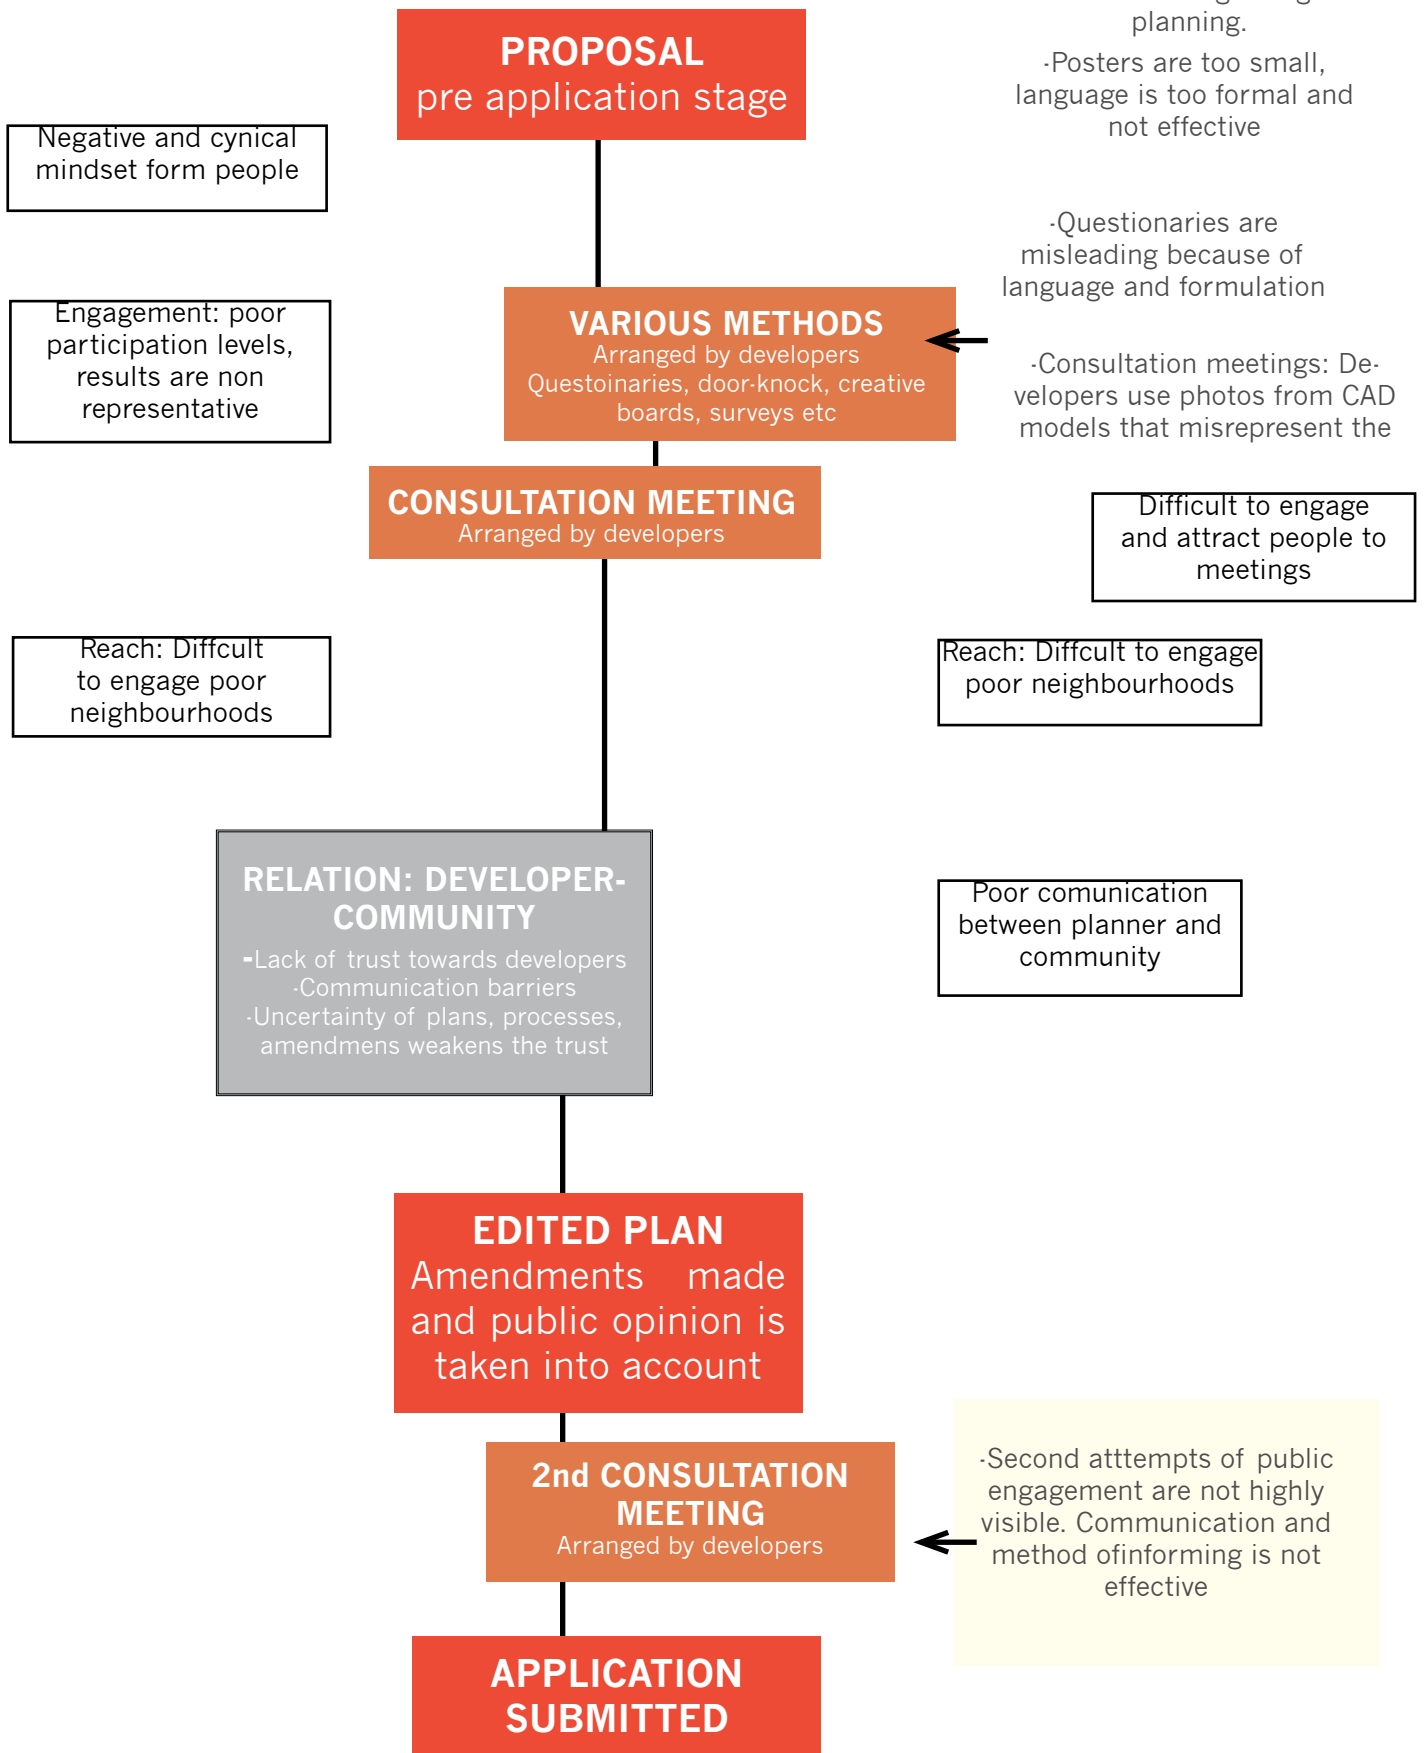 planning.
-Posters are too small,
language is too formal and
not effective
PROPOSAL
pre application stage
Negative and cynical
mindset form people
-Questionaries are
misleading because of
language and formulation
Engagement: poor
participation levels,
results are non
representative
VARIOUS METHODS
Arranged by developers
Questoinaries, door-knock, creative
boards, surveys etc
-Consultation meetings: De-
velopers use photos from CAD
models that misrepresent the
CONSULTATION MEETING
Arranged by developers
Difficult to engage
and attract people to
meetings
Reach: Diffcult
to engage poor
neighbourhoods
Reach: Diffcult to engage
poor neighbourhoods
RELATION: DEVELOPER-
COMMUNITY
-Lack of trust towards developers
-Communication barriers
-Uncertainty of plans, processes,
amendmens weakens the trust
Poor comunication
between planner and
community
EDITED PLAN
Amendments made
and public opinion is
taken into account
2nd CONSULTATION
MEETING
Arranged by developers
-Second atttempts of public
engagement are not highly
visible. Communication and
method ofinforming is not
effective
APPLICATION
SUBMITTED